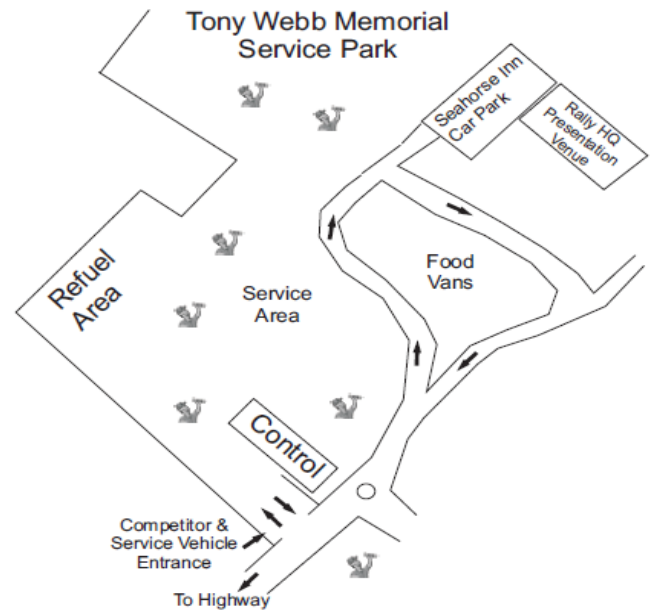 Tony Webb Memorial
Service Park
Seahorse Inn
Car Park
Rally HQ
Presentation
Venue
Refuel
Area
Service
Area
Food
Vans
Control
Competitor &
Service Vehicle
Entrance
To Highway